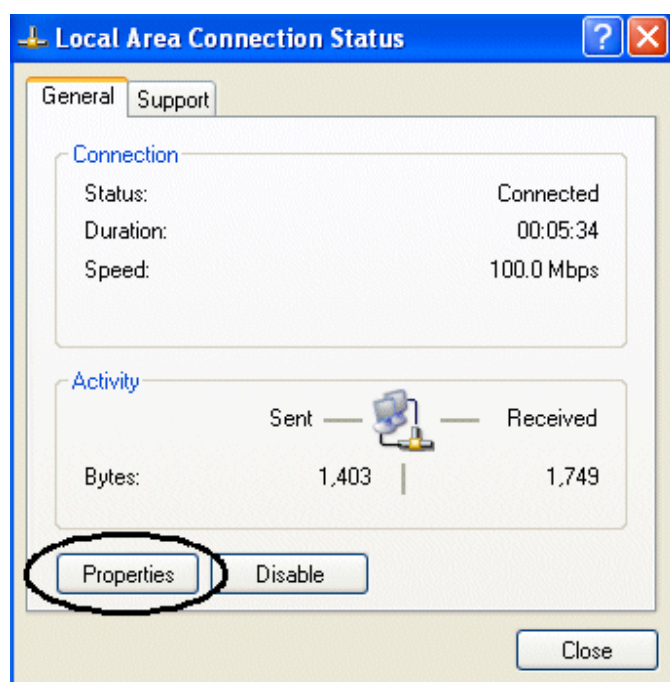 Local Area Connection Status
General Support
Connection
Status: Connected
Duration: 00:05:34
Speed: 100.0 Mbps
Activity
Sent Received
Bytes: 1,403 1,749
Properties Disable
Close